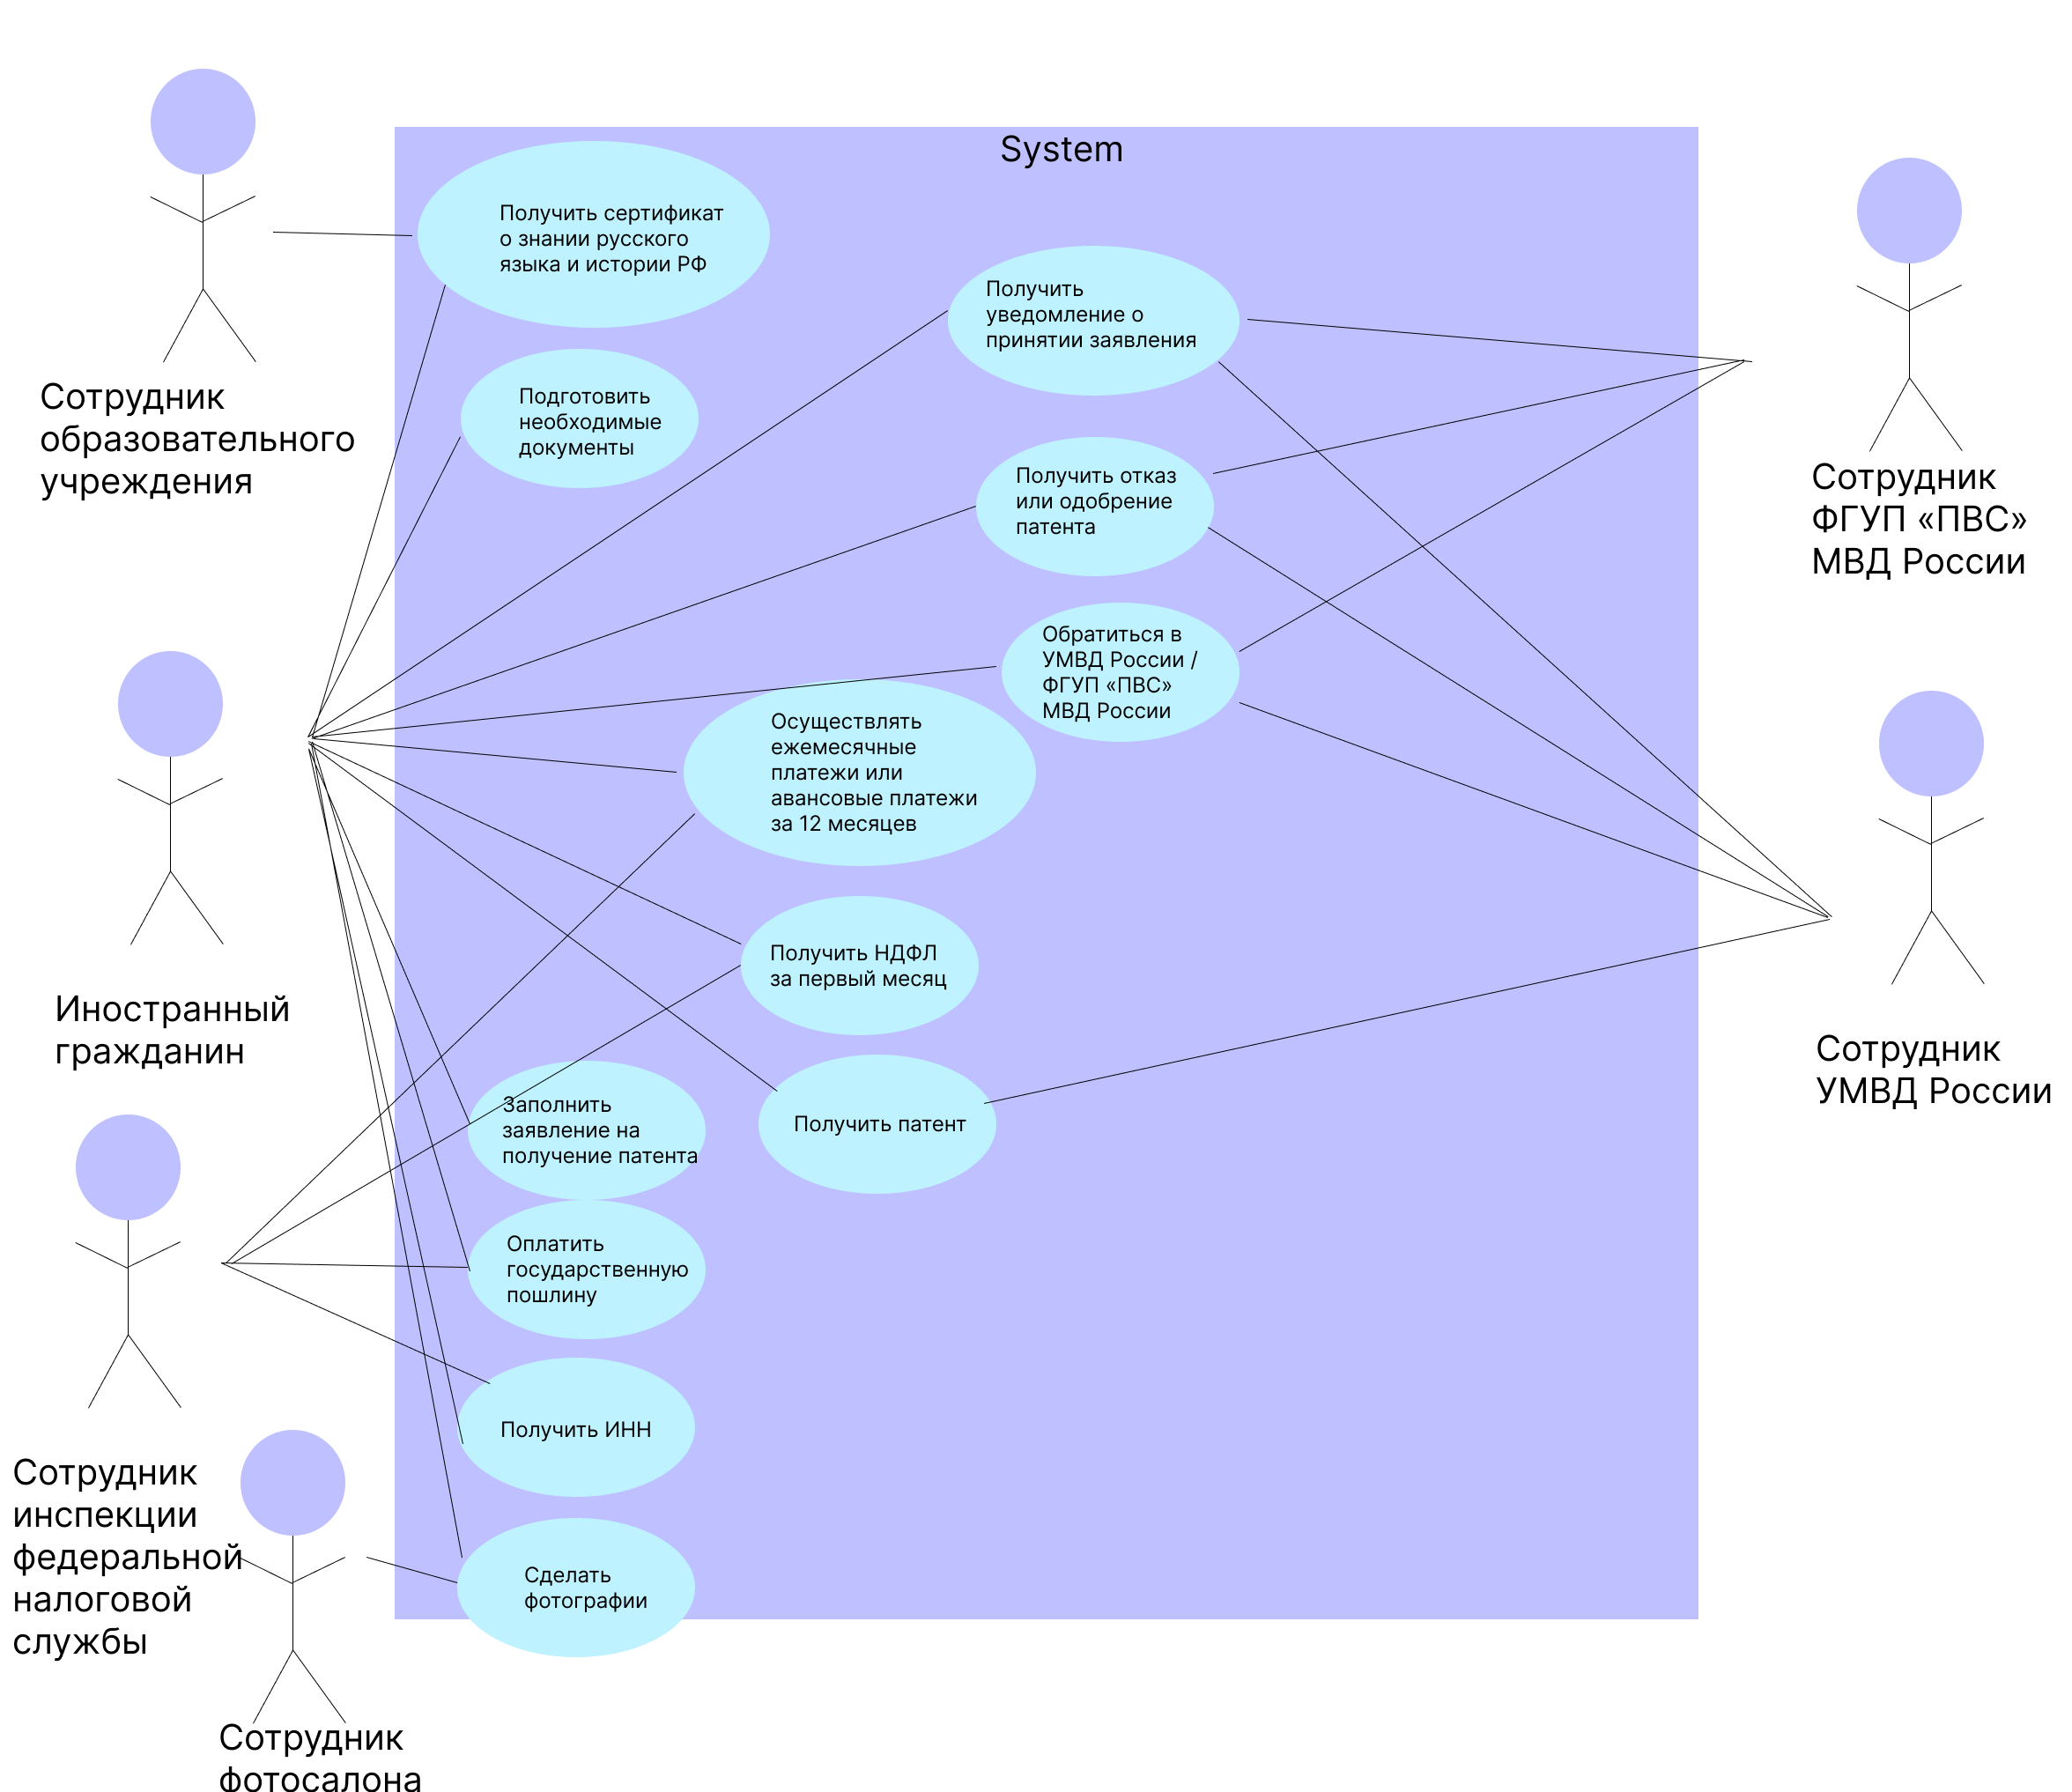 System
Получить сертификат
о знании русского
языка и истории РФ
Получить
уведомление о
принятии заявления
Подготовить
необходимые
документы
Сотрудник
образовательного
учреждения
Получить отказ
или одобрение
патента
Сотрудник
ФГУП «ПВС»
МВД России
Обратиться в
УМВД России /
ФГУП «ПВС»
МВД России
Осуществлять
ежемесячные
платежи или
авансовые платежи
за 12 месяцев
Получить НДФЛ
за первый месяц
Иностранный
гражданин
Сотрудник
УМВД России
Заполнить
заявление на
получение патента
Получить патент
Оплатить
государственную
пошлину
Получить ИНН
Сотрудник
инспекции
федеральной
налоговой
службы
Сделать
фотографии
Сотрудник
фотосалона